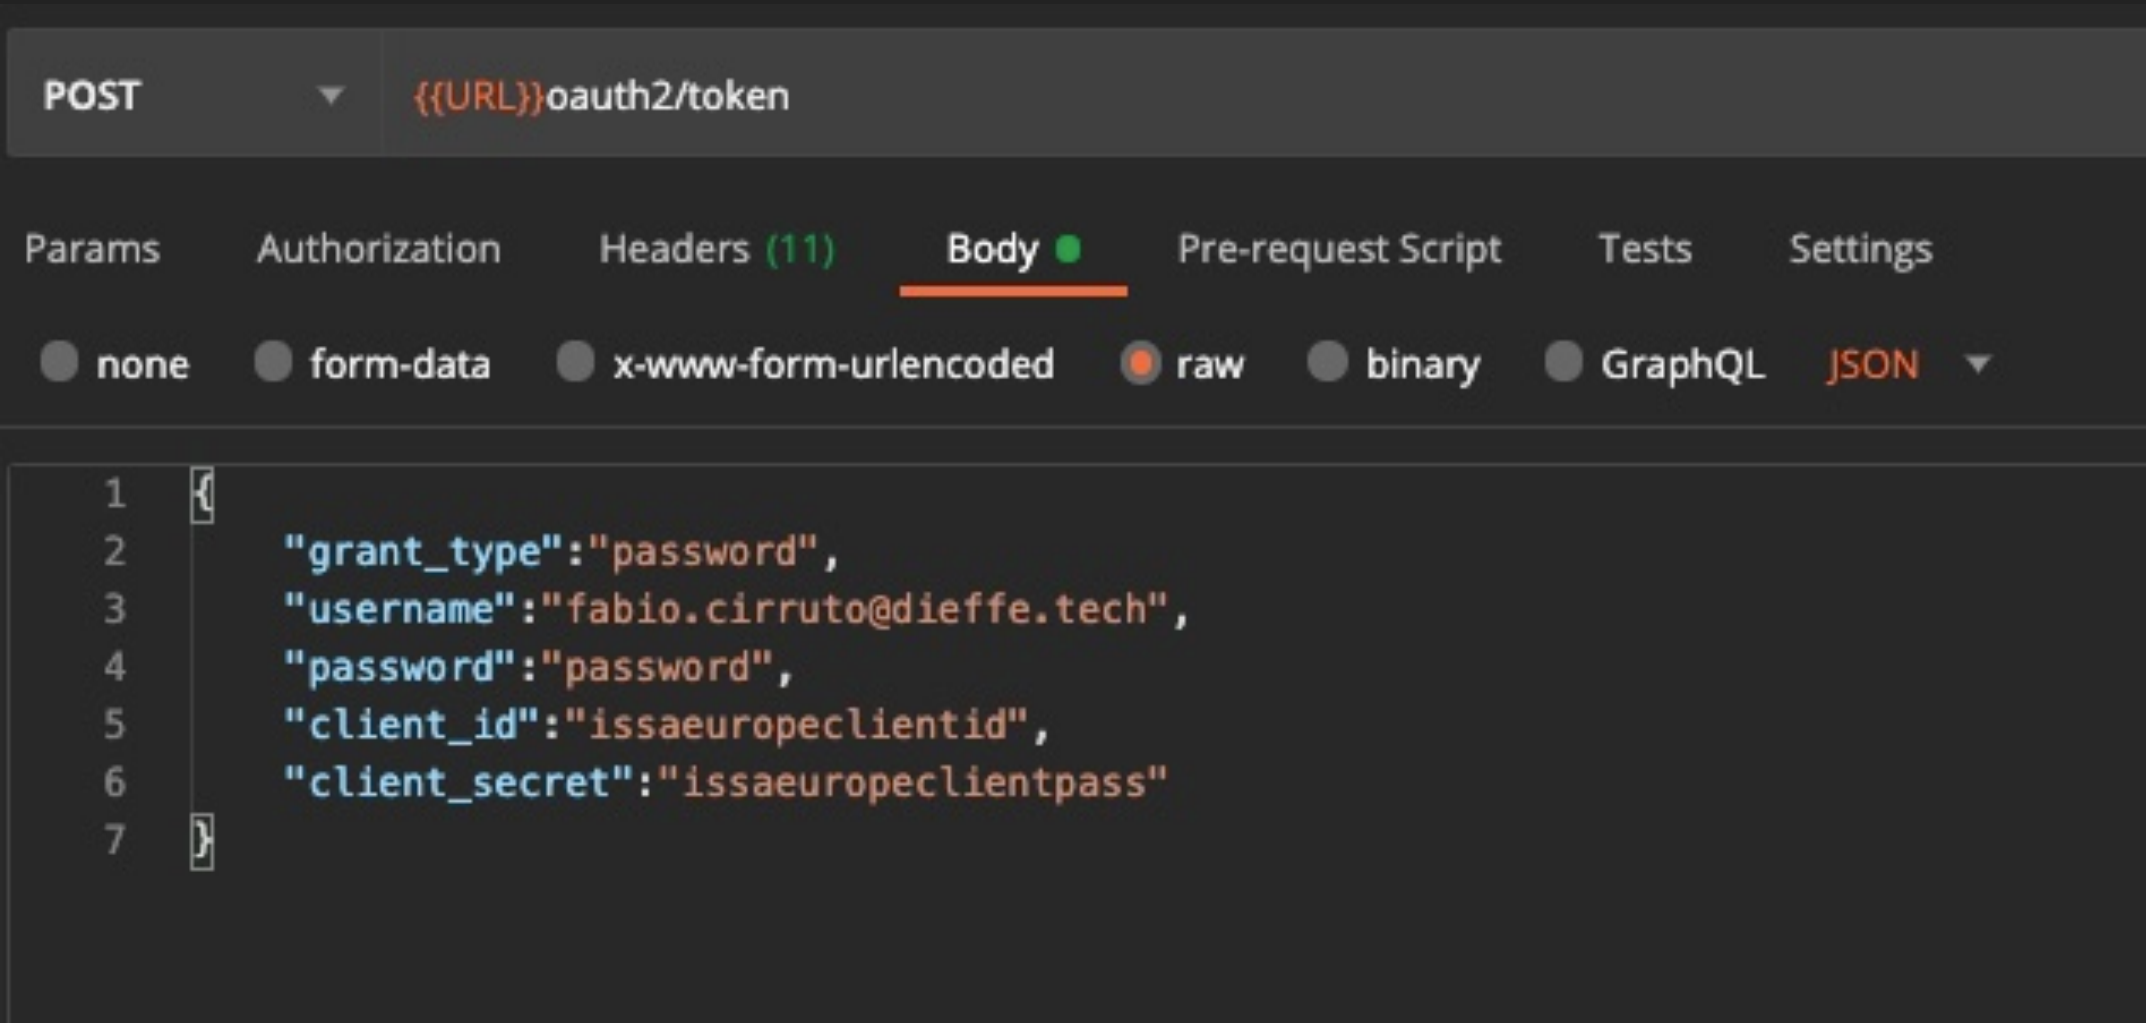 POST {{URL}}oauth2/token
Params Authorization Headers (11) Body Pre-request Script Tests Settings
none form-data x-www-form-urlencoded raw binary GraphQL JSON
1 {
2 "grant_type":"password",
3 "username":"fabio.cirruto@dieffe.tech",
4 "password":"password",
5 "client_id":"issaeuropeclientid",
6 "client_secret":"issaeuropeclientpass"
7 }